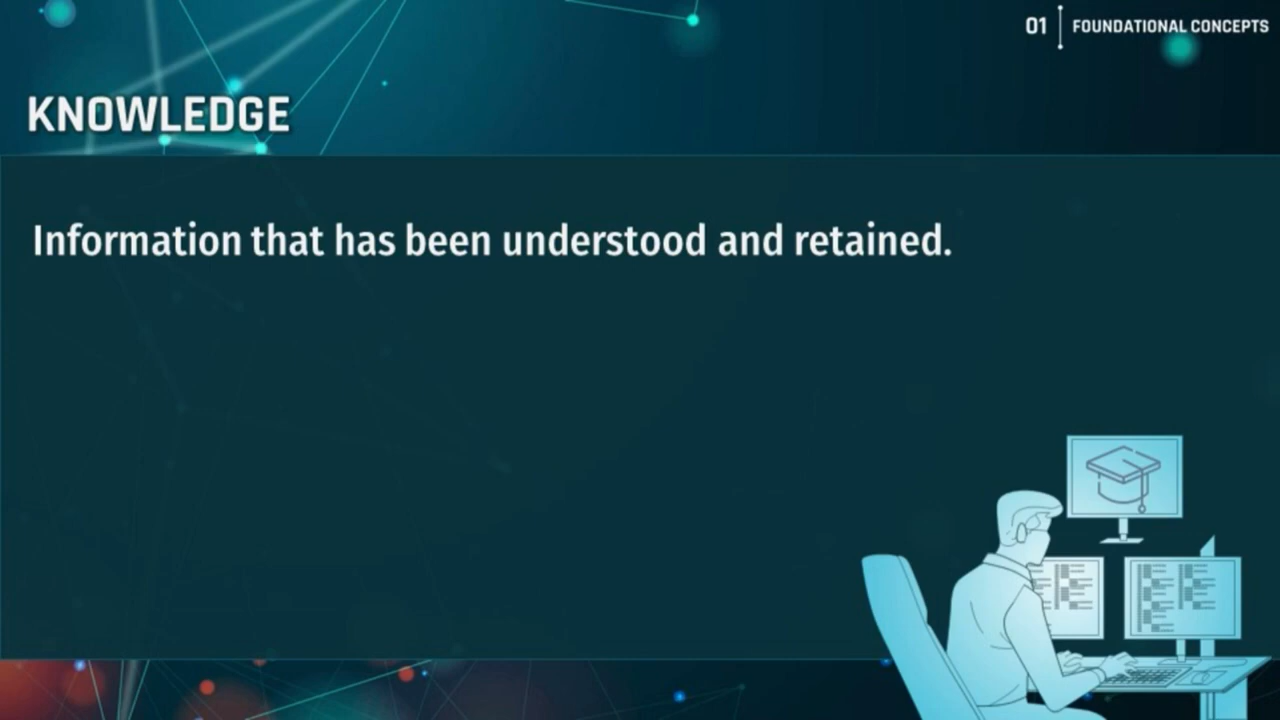 01 FOUNDATIONAL CONCEPTS
KNOWLEDGE
Information that has been understood and retained.